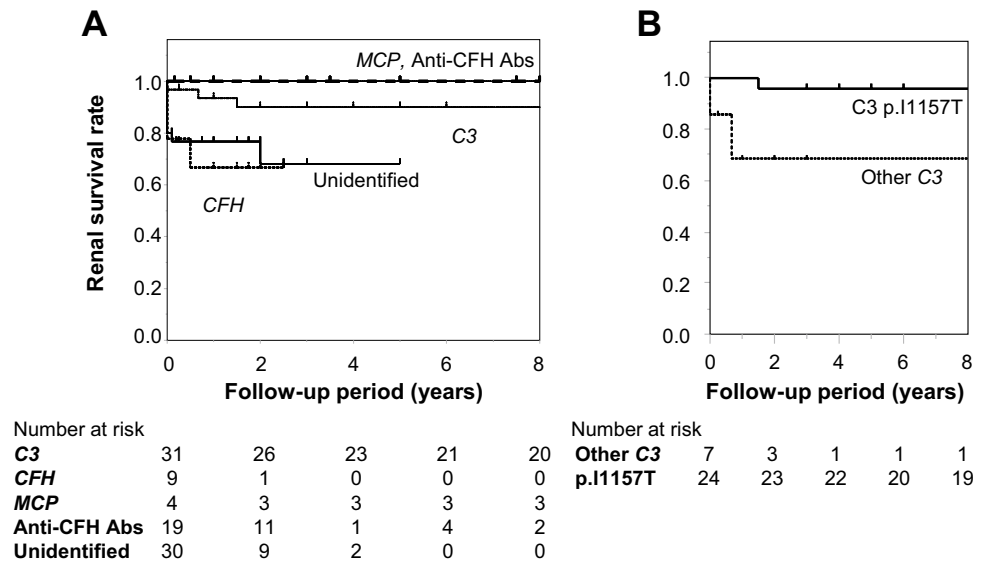 A
MCP, Anti-CFH Abs
C3
Unidentified
CFH
Renal survival rate
1.0
0.8
0.6
0.4
0.2
0.0
0 2 4 6 8
Follow-up period (years)
Number at risk
C3 31 26 23 21 20
CFH 9 1 0 0 0
MCP 4 3 3 3 3
Anti-CFH Abs 19 11 1 4 2
Unidentified 30 9 2 0 0
B
C3 p.I1157T
Other C3
1.0
0.8
0.6
0.4
0.2
0.0
0 2 4 6 8
Follow-up period (years)
Number at risk
Other C3 7 3 1 1 1
p.I1157T 24 23 22 20 19